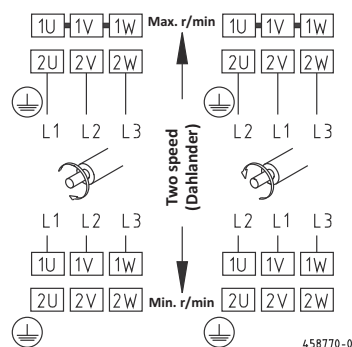 1U 1V 1W Max. r/min 1U 1V 1W
2U 2V 2W 2U 2V 2W
L1 L2 L3 L2 L1 L3
Two speed
(Dahlander)
L1 L2 L3 L2 L1 L3
1U 1V 1W 1U 1V 1W
2U 2V 2W Min. r/min 2U 2V 2W
458770-0